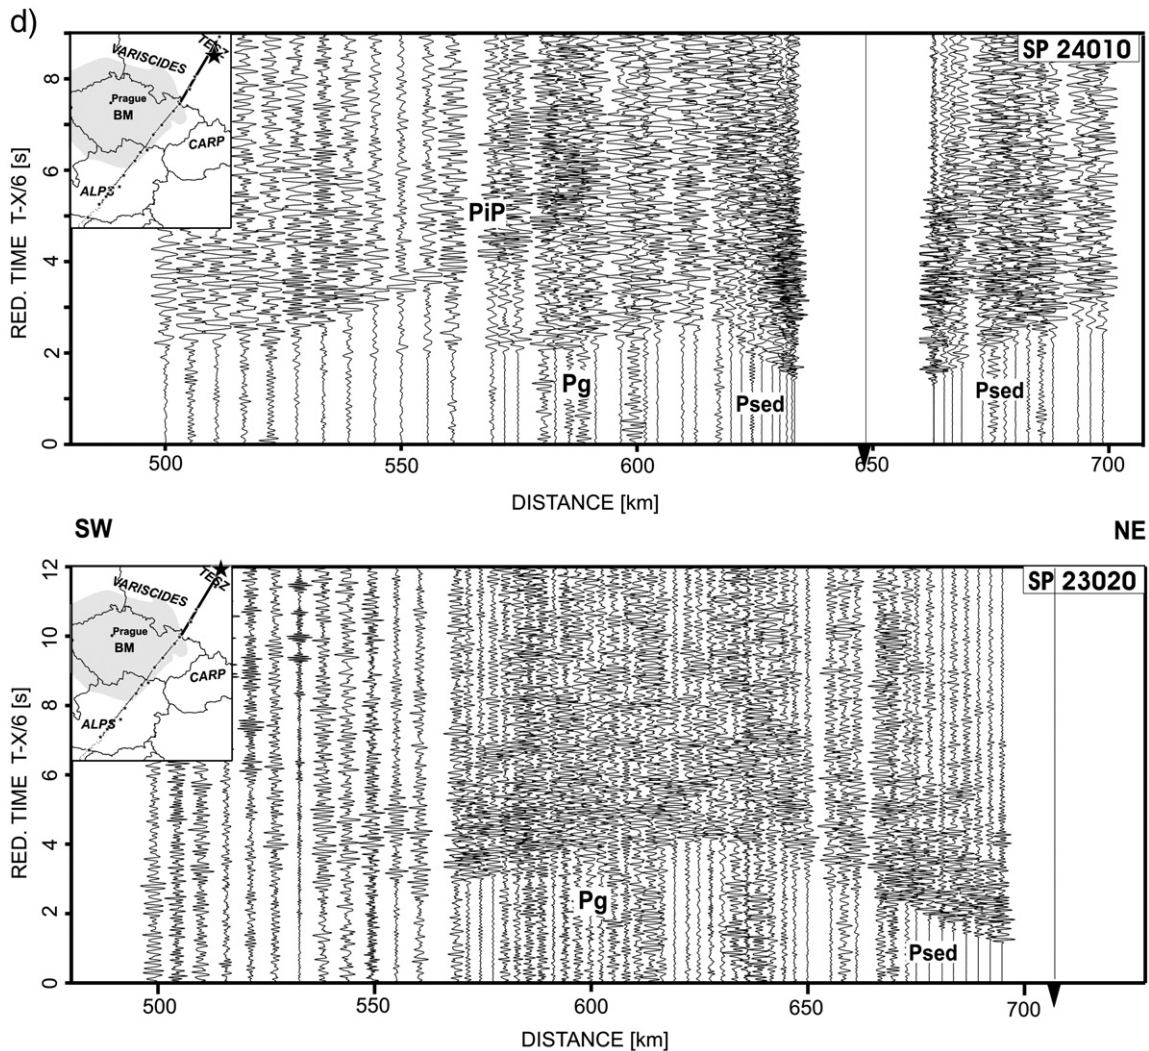 d)
SP 24010
TESZ
VARISCIDES
Prague
BM
CARP
ALPS
RED. TIME T-X/6 [s]
8
6
4
2
0
PiP
Pg
Psed
Psed
500 550 600 650 700
DISTANCE [km]
SW NE
SP 23020
TESZ
VARISCIDES
Prague
BM
CARP
ALPS
RED. TIME T-X/6 [s]
12
10
8
6
4
2
0
Pg
Psed
500 550 600 650 700
DISTANCE [km]